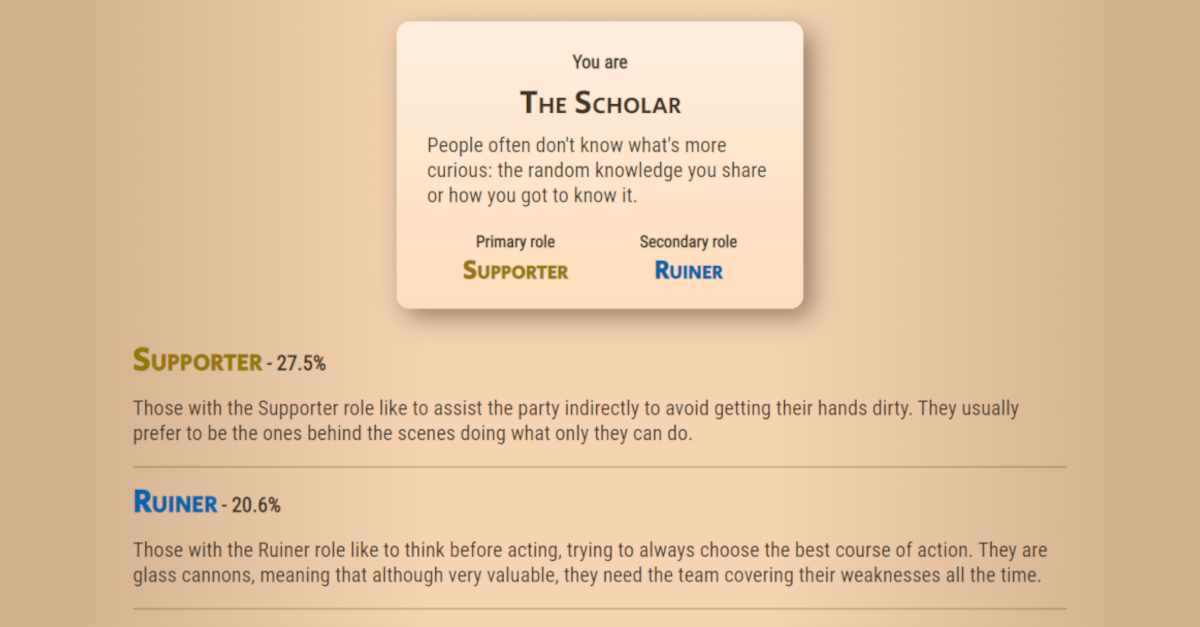 You are
The Scholar
People often don't know what's more
curious: the random knowledge you share
or how you got to know it.
Primary role
Supporter
Secondary role
Ruiner
Supporter - 27.5%
Those with the Supporter role like to assist the party indirectly to avoid getting their hands dirty. They usually
prefer to be the ones behind the scenes doing what only they can do.
Ruiner - 20.6%
Those with the Ruiner role like to think before acting, trying to always choose the best course of action. They are
glass cannons, meaning that although very valuable, they need the team covering their weaknesses all the time.